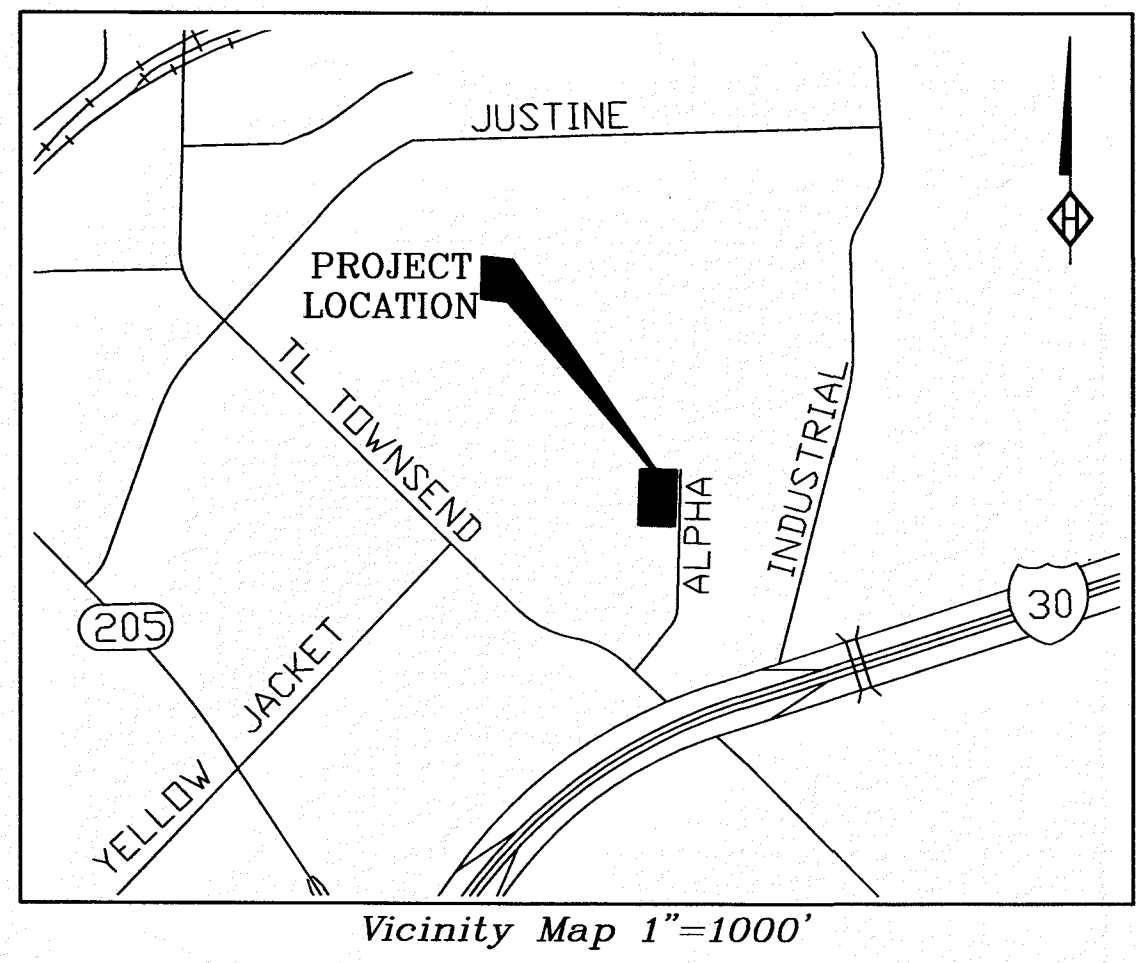 JUSTINE
H
PROJECT
LOCATION
TL TOWNSEND
INDUSTRIAL
ALPHA
30
205
YELLOW JACKET
Vicinity Map 1"=1000'